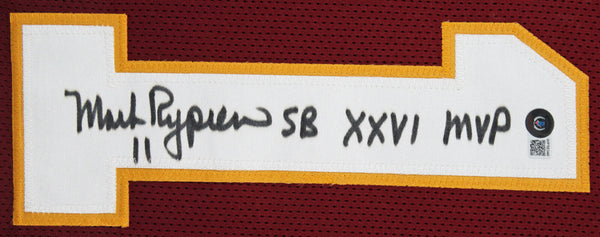 Mark Rypien SB XXVI MVP
11